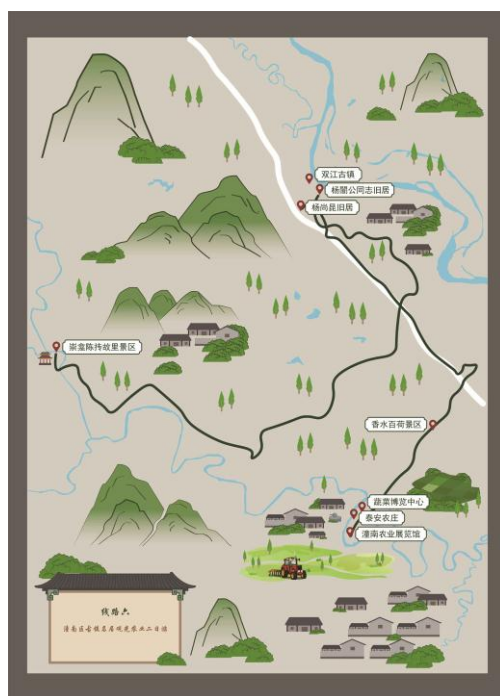 双江古镇
杨闇公同志旧居
杨尚昆旧居
崇龛陈抟故里景区
香水百荷景区
蔬菜博览中心
泰安农庄
潼南农业展览馆
线路六
潼南区古镇名居观光农业二日游